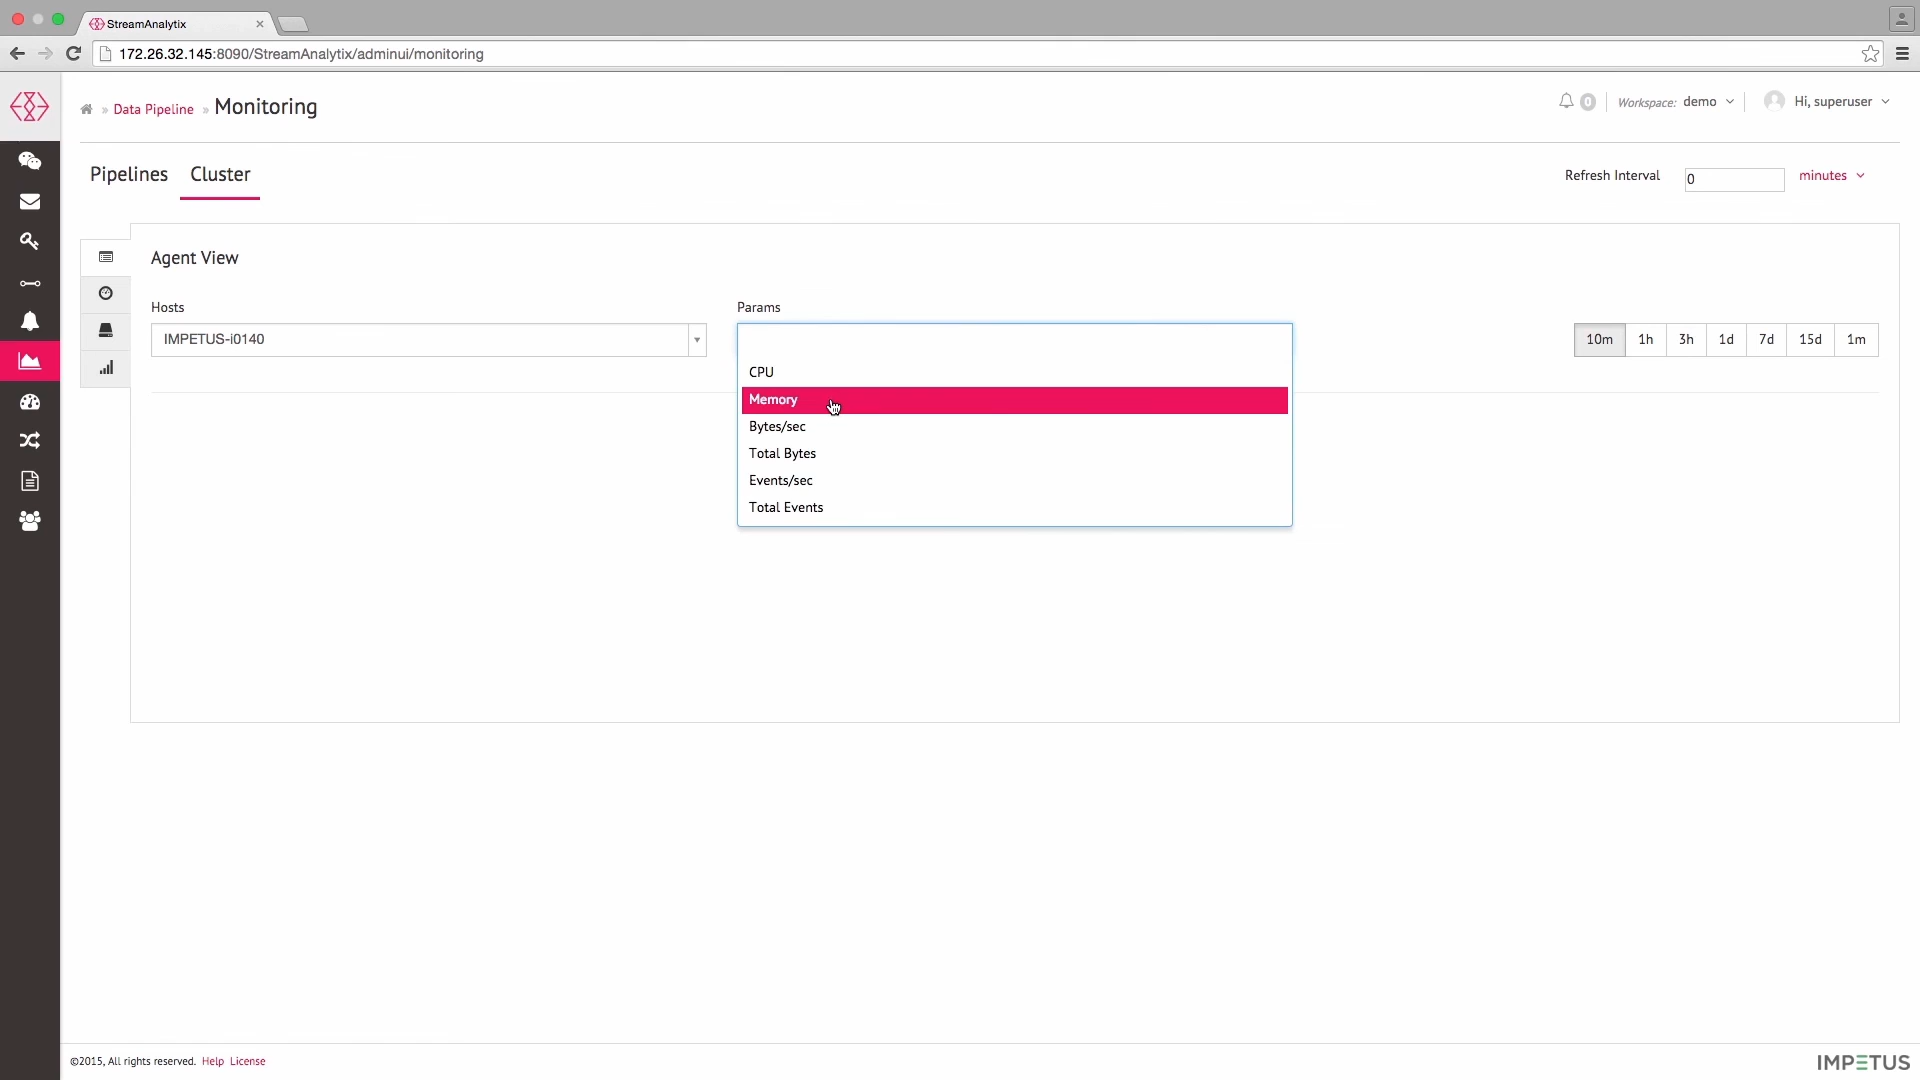 StreamAnalytix
172.26.32.145:8090/StreamAnalytix/adminui/monitoring
» Data Pipeline » Monitoring
0 Workspace: demo Hi, superuser
Pipelines Cluster
Refresh Interval 0 minutes
Agent View
Hosts
Params
IMPETUS-i0140
10m 1h 3h 1d 7d 15d 1m
CPU
Memory
Bytes/sec
Total Bytes
Events/sec
Total Events
©2015, All rights reserved. Help License
IMPETUS